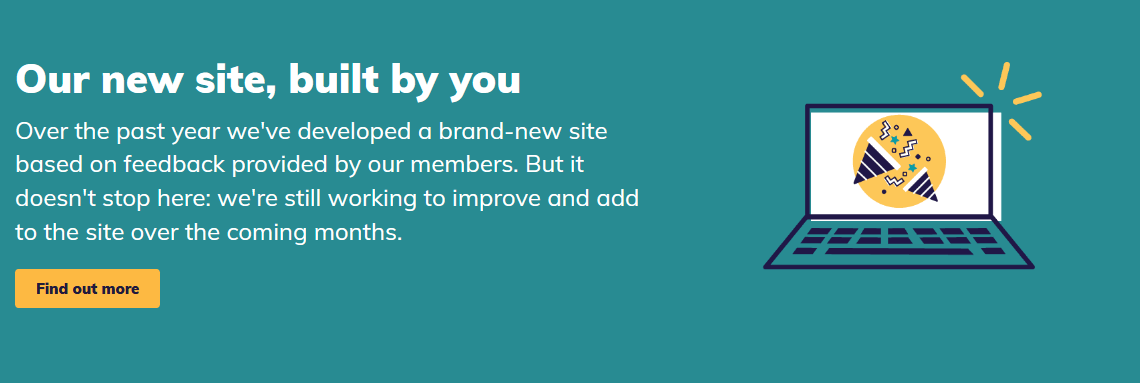 Our new site, built by you
Over the past year we've developed a brand-new site
based on feedback provided by our members. But it
doesn't stop here: we're still working to improve and add
to the site over the coming months.
Find out more